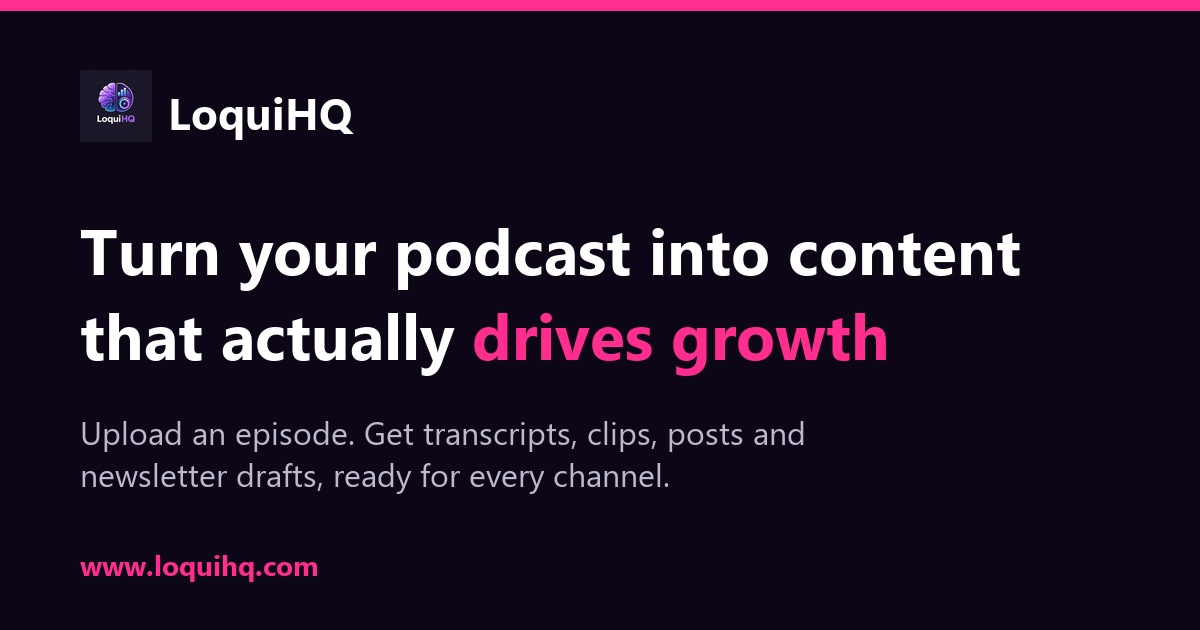 LoquiHQ
LoquiHQ
Turn your podcast into content
that actually drives growth
Upload an episode. Get transcripts, clips, posts and
newsletter drafts, ready for every channel.
www.loquihq.com